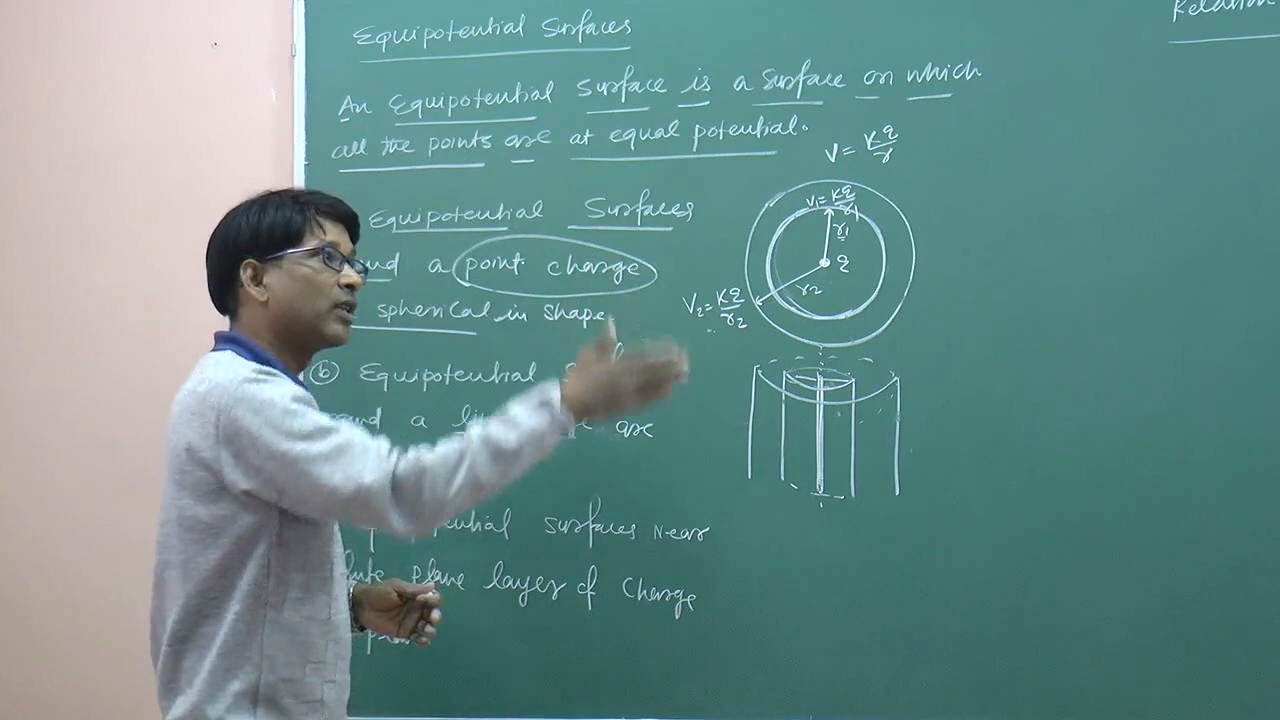 Equipotential Surfaces
Relation
An Equipotential Surface is a Surface on which
all the points are at equal potential.
V = Kq/r
Equipotential Surfaces
a point charge
spherical in shape
V1 = Kq/r1
r1
q
r2
V2 = Kq/r2
(b) Equipotential
a
are
surfaces Near
plane layer of Charge